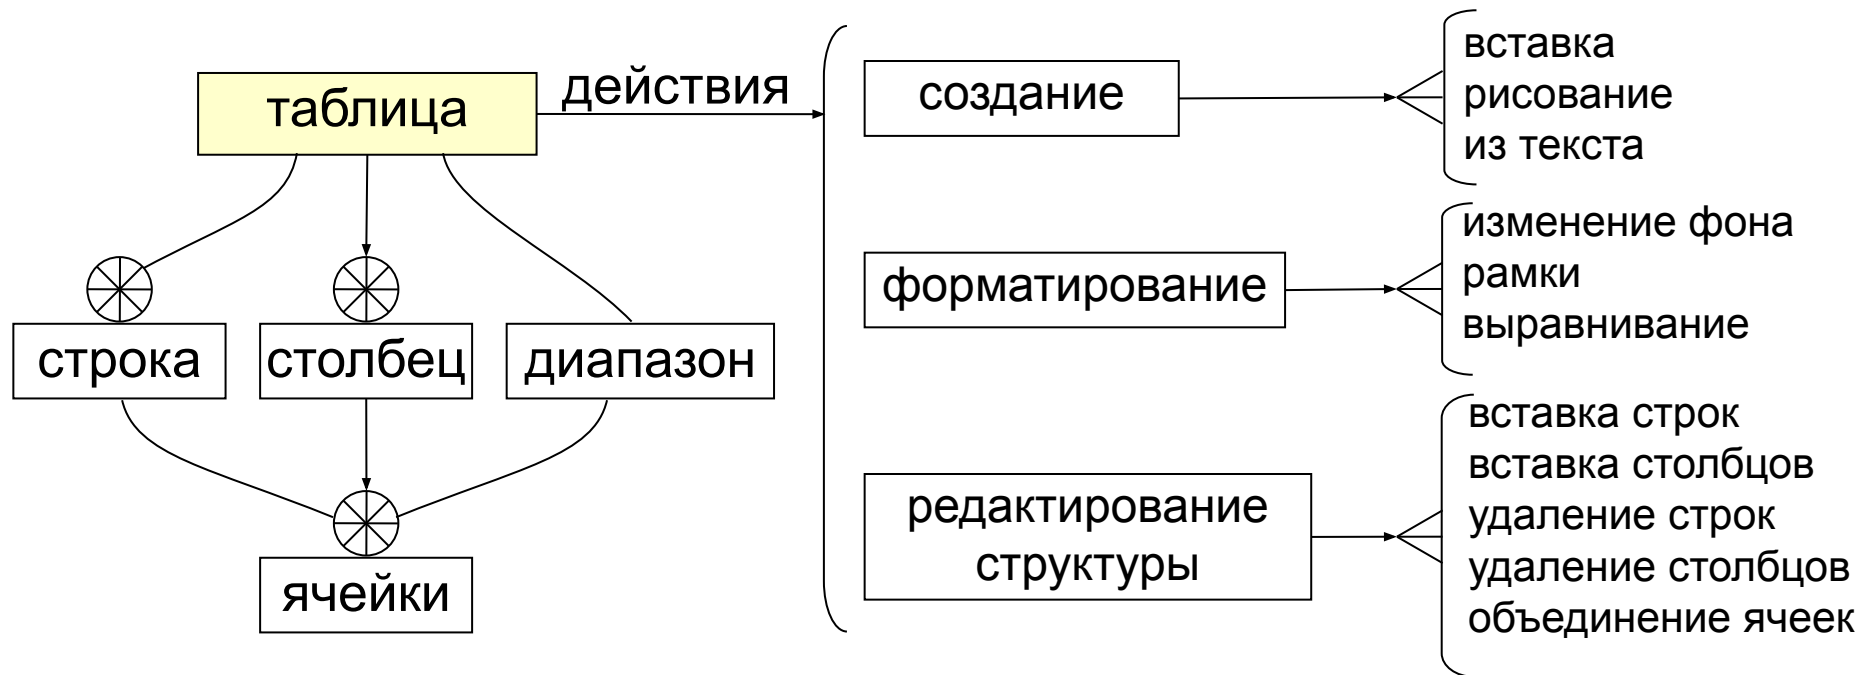 таблица
действия
строка
столбец
диапазон
ячейки
создание
вставка
рисование
из текста
форматирование
изменение фона
рамки
выравнивание
редактирование
структуры
вставка строк
вставка столбцов
удаление строк
удаление столбцов
объединение ячеек